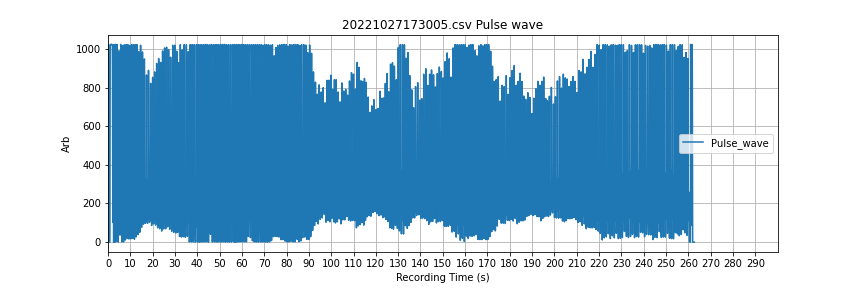 20221027173005.csv Pulse wave
Arb
1000
800
600
400
200
0
Pulse_wave
0 10 20 30 40 50 60 70 80 90 100 110 120 130 140 150 160 170 180 190 200 210 220 230 240 250 260 270 280 290
Recording Time (s)